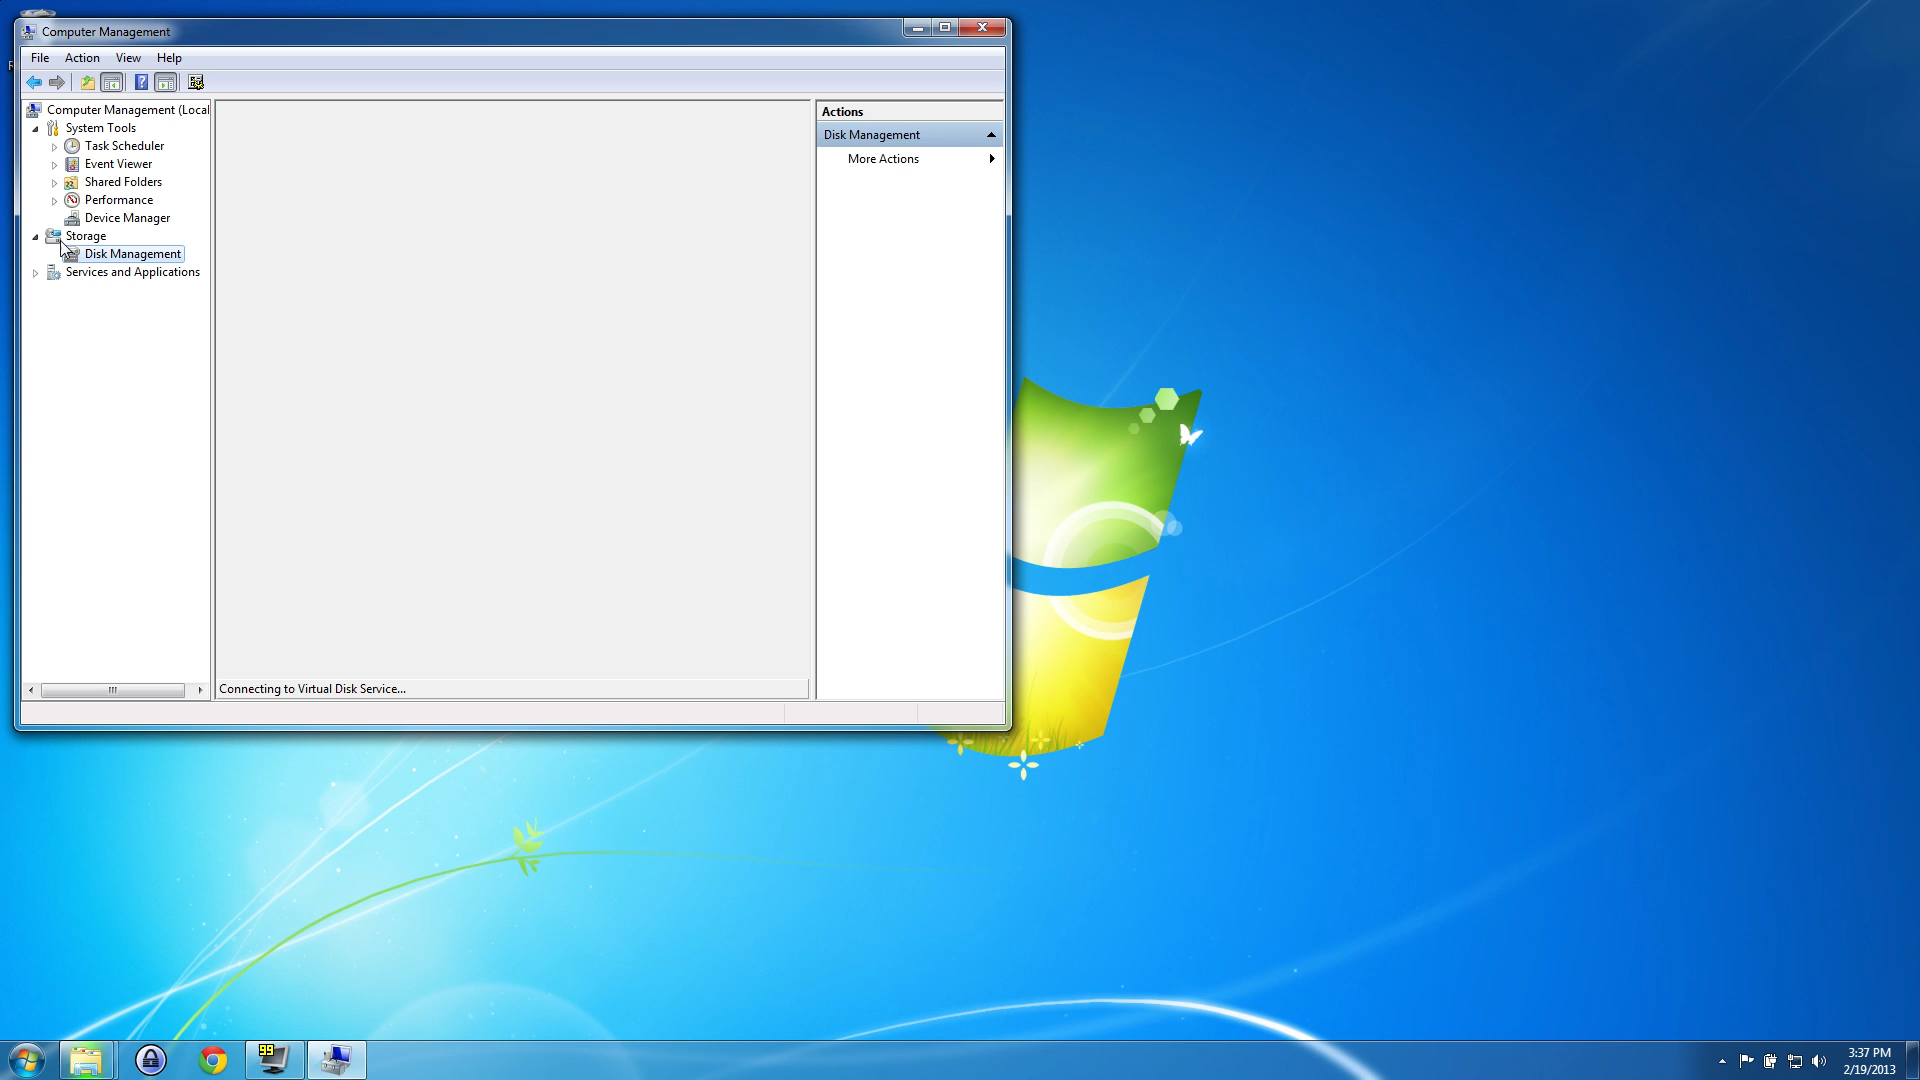 Computer Management
File Action View Help
Computer Management (Local
System Tools
Task Scheduler
Event Viewer
Shared Folders
Performance
Device Manager
Storage
Disk Management
Services and Applications
Connecting to Virtual Disk Service...
Actions
Disk Management
More Actions
99
3:37 PM
2/19/2013